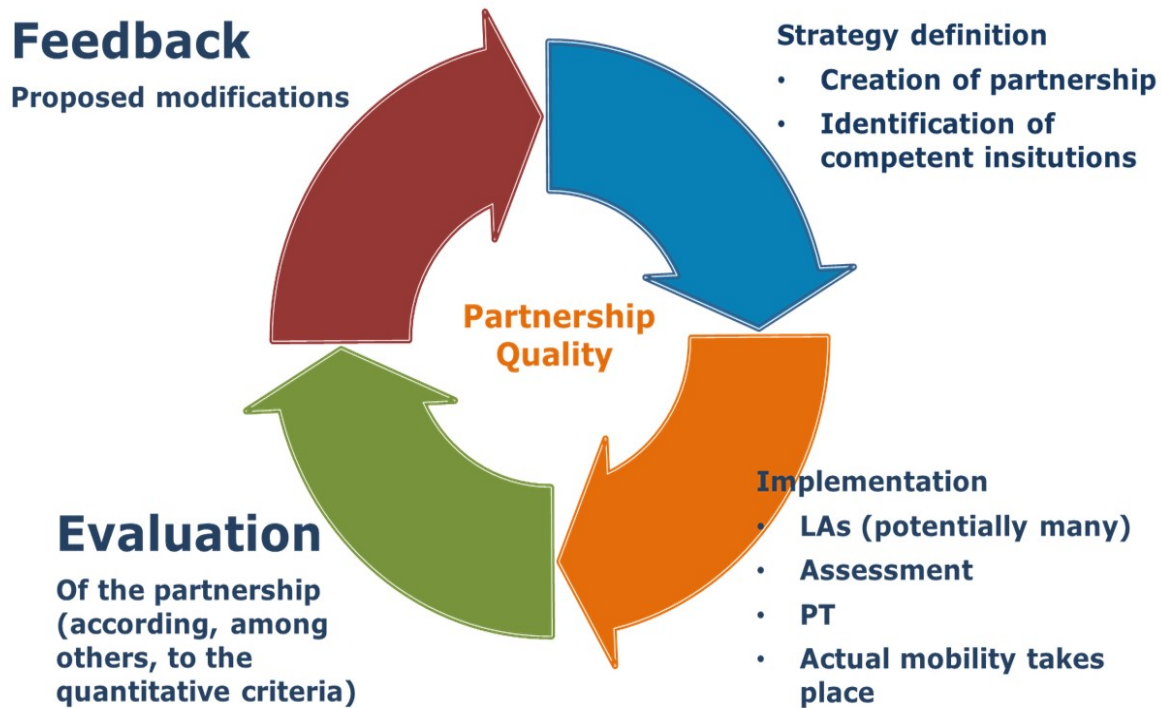 Feedback
Proposed modifications
Strategy definition
• Creation of partnership
• Identification of
competent insitutions
Partnership
Quality
Implementation
• LAs (potentially many)
• Assessment
• PT
• Actual mobility takes
place
Evaluation
Of the partnership
(according, among
others, to the
quantitative criteria)